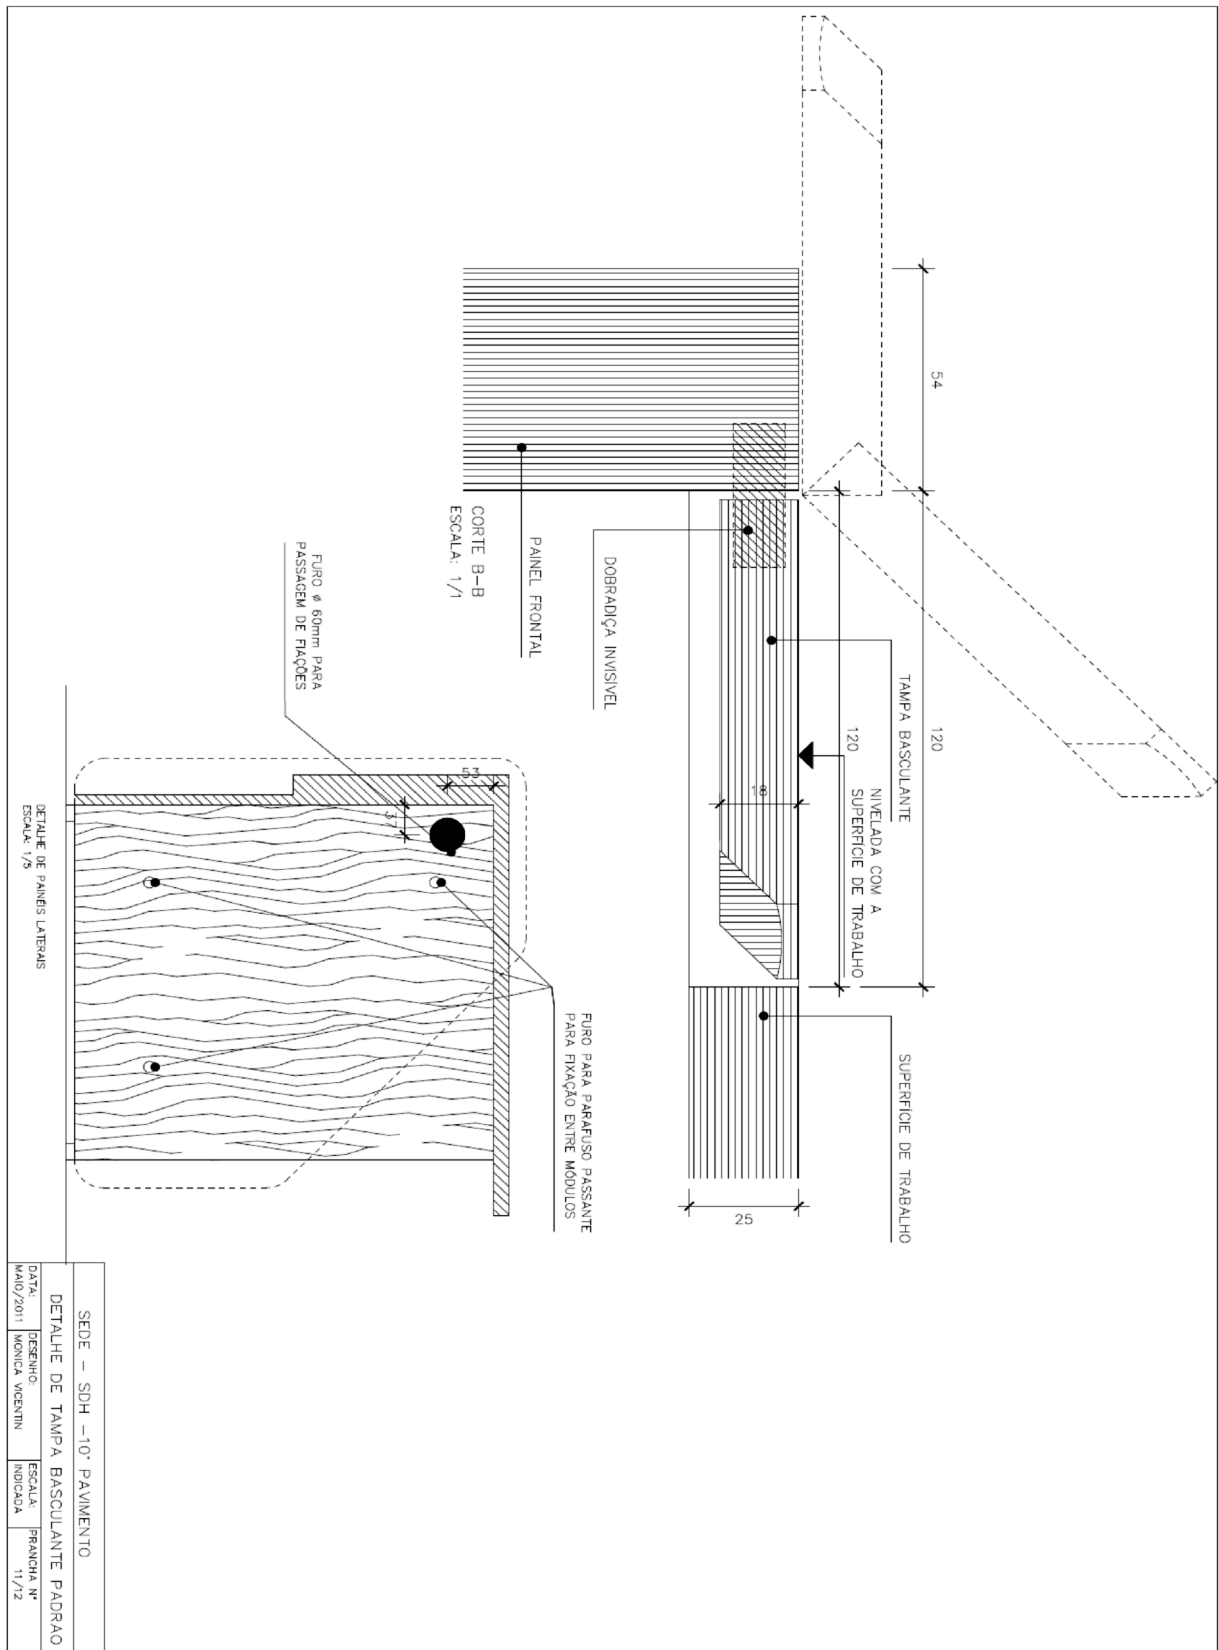 54
120
120
TAMPA BASCULANTE
NIVELADA COM A
SUPERFÍCIE DE TRABALHO
SUPERFÍCIE DE TRABALHO
18
25
DOBRADIÇA INVISÍVEL
PAINEL FRONTAL
CORTE B-B
ESCALA: 1/1
FURO PARA PARAFUSO PASSANTE
PARA FIXAÇÃO ENTRE MÓDULOS
FURO ø 60mm PARA
PASSAGEM DE FIAÇÕES
53
37
DETALHE DE PAINÉIS LATERAIS
ESCALA: 1/5
SEDE - SDH -10° PAVIMENTO
DETALHE DE TAMPA BASCULANTE PADRAO
DATA:
MAIO/2011
DESENHO:
MONICA VICENTIN
ESCALA:
INDICADA
PRANCHA N°
11/12